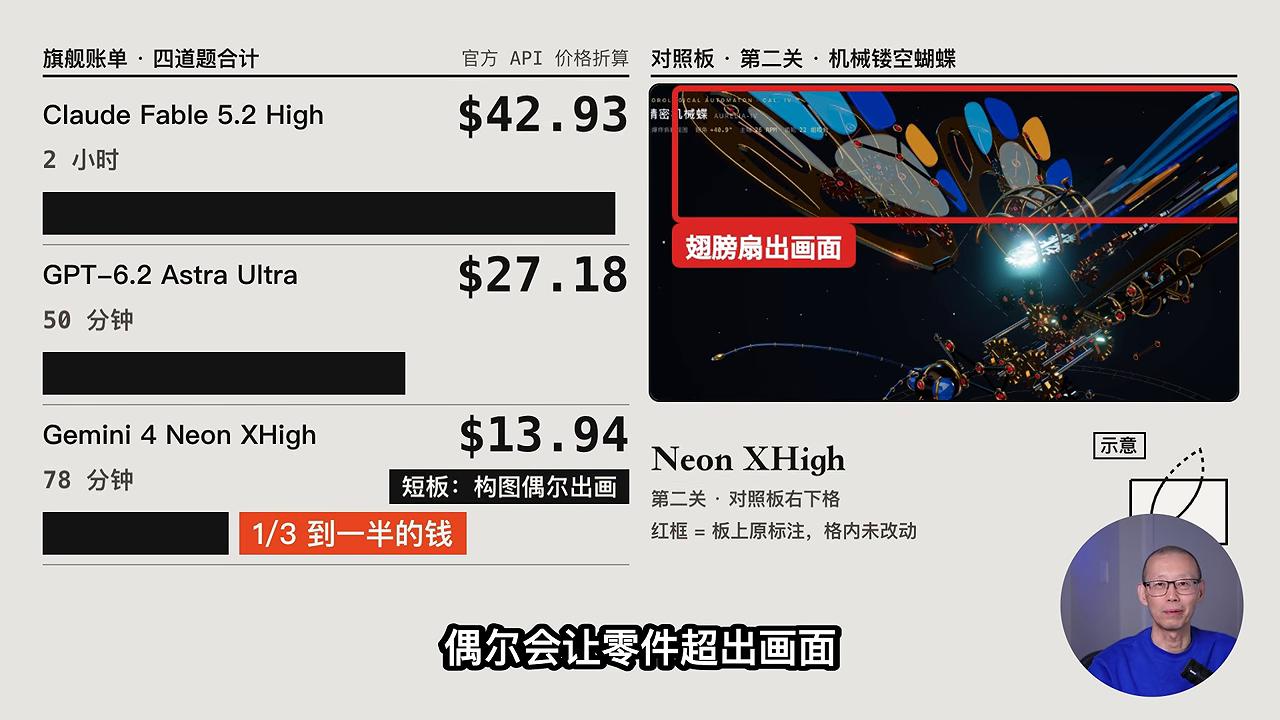 旗舰账单 · 四道题合计
官方 API 价格折算
Claude Fable 5.2 High
$42.93
2 小时
GPT-6.2 Astra Ultra
$27.18
50 分钟
Gemini 4 Neon XHigh
$13.94
78 分钟
短板：构图偶尔出画
1/3 到一半的钱
对照板 · 第二关 · 机械镂空蝴蝶
精密机械蝶
翅膀扇出画面
Neon XHigh
示意
第二关 · 对照板右下格
红框 = 板上原标注，格内未改动
偶尔会让零件超出画面